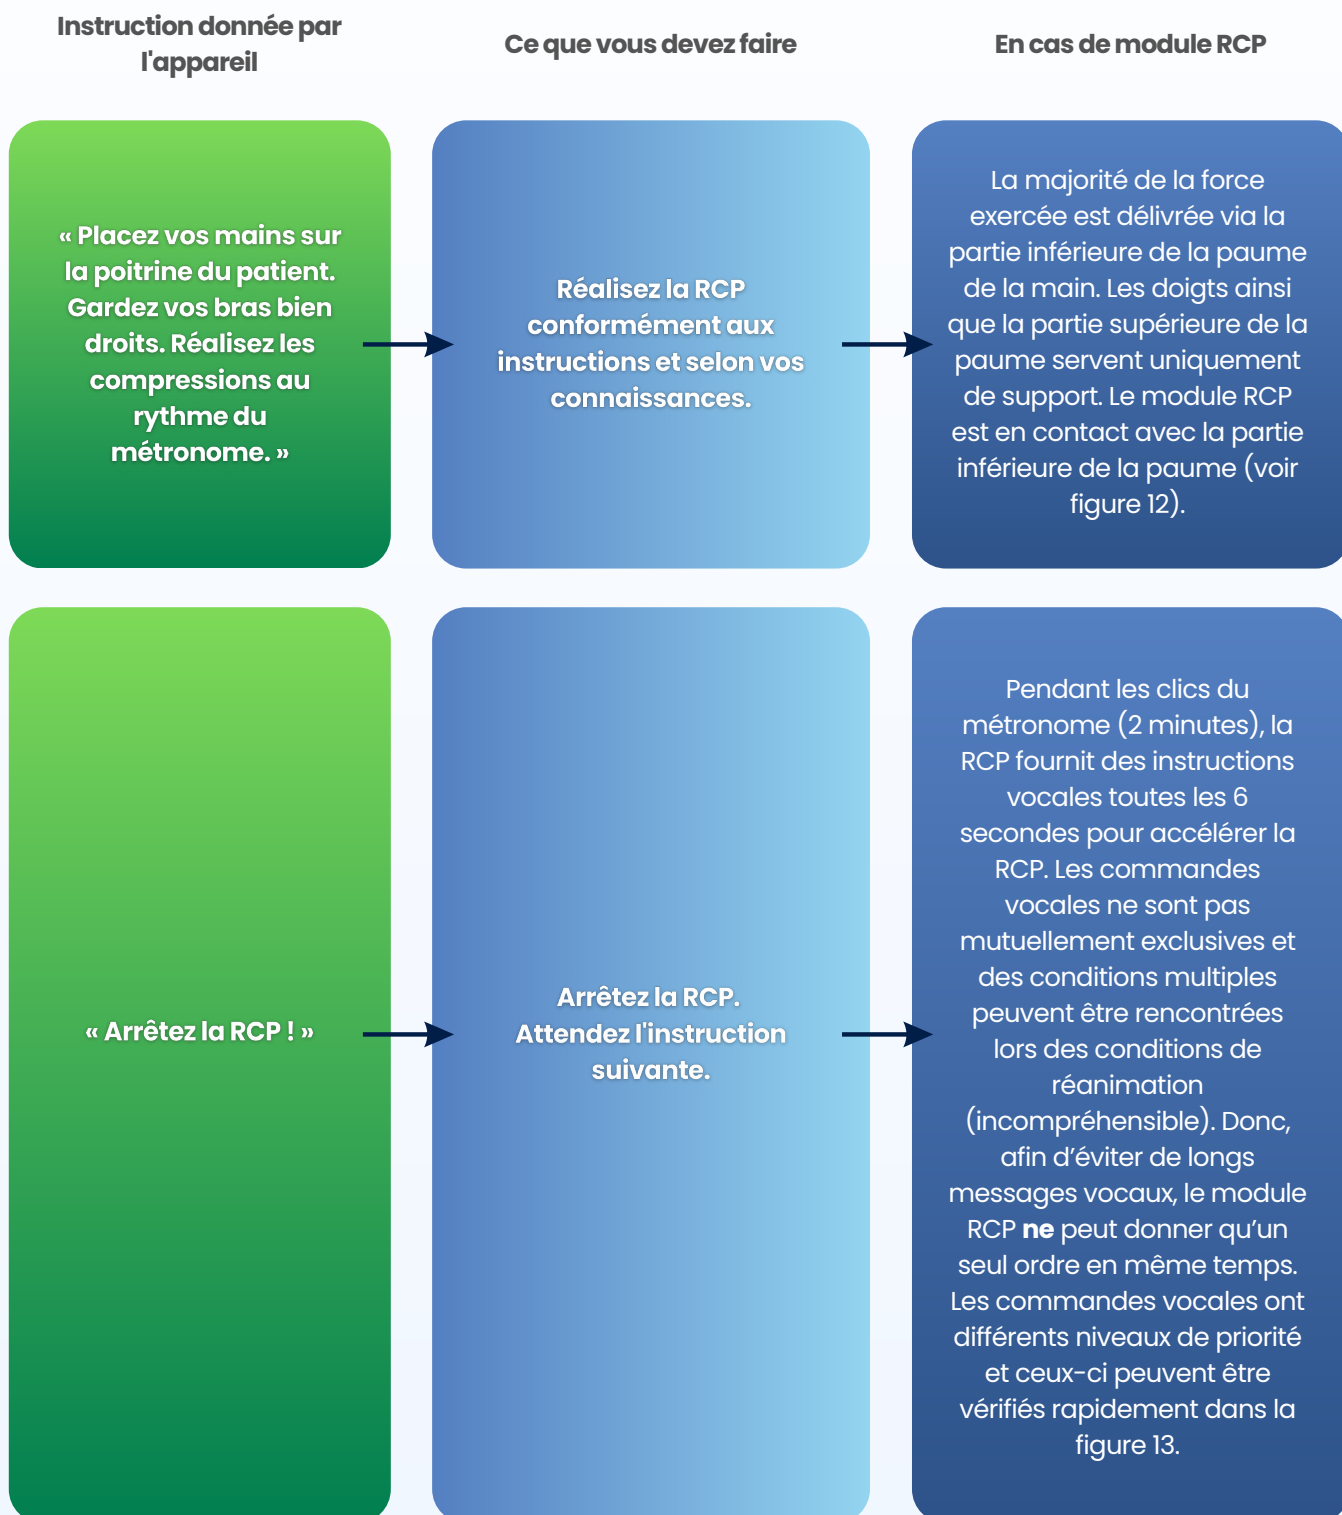 Instruction donnée par
l'appareil
Ce que vous devez faire
En cas de module RCP
« Placez vos mains sur
la poitrine du patient.
Gardez vos bras bien
droits. Réalisez les
compressions au
rythme du
métronome. »
Réalisez la RCP
conformément aux
instructions et selon vos
connaissances.
La majorité de la force
exercée est délivrée via la
partie inférieure de la paume
de la main. Les doigts ainsi
que la partie supérieure de la
paume servent uniquement
de support. Le module RCP
est en contact avec la partie
inférieure de la paume (voir
figure 12).
« Arrêtez la RCP ! »
Arrêtez la RCP.
Attendez l'instruction
suivante.
Pendant les clics du
métronome (2 minutes), la
RCP fournit des instructions
vocales toutes les 6
secondes pour accélérer la
RCP. Les commandes
vocales ne sont pas
mutuellement exclusives et
des conditions multiples
peuvent être rencontrées
lors des conditions de
réanimation
(incompréhensible). Donc,
afin d’éviter de longs
messages vocaux, le module
RCP ne peut donner qu’un
seul ordre en même temps.
Les commandes vocales ont
différents niveaux de priorité
et ceux-ci peuvent être
vérifiés rapidement dans la
figure 13.